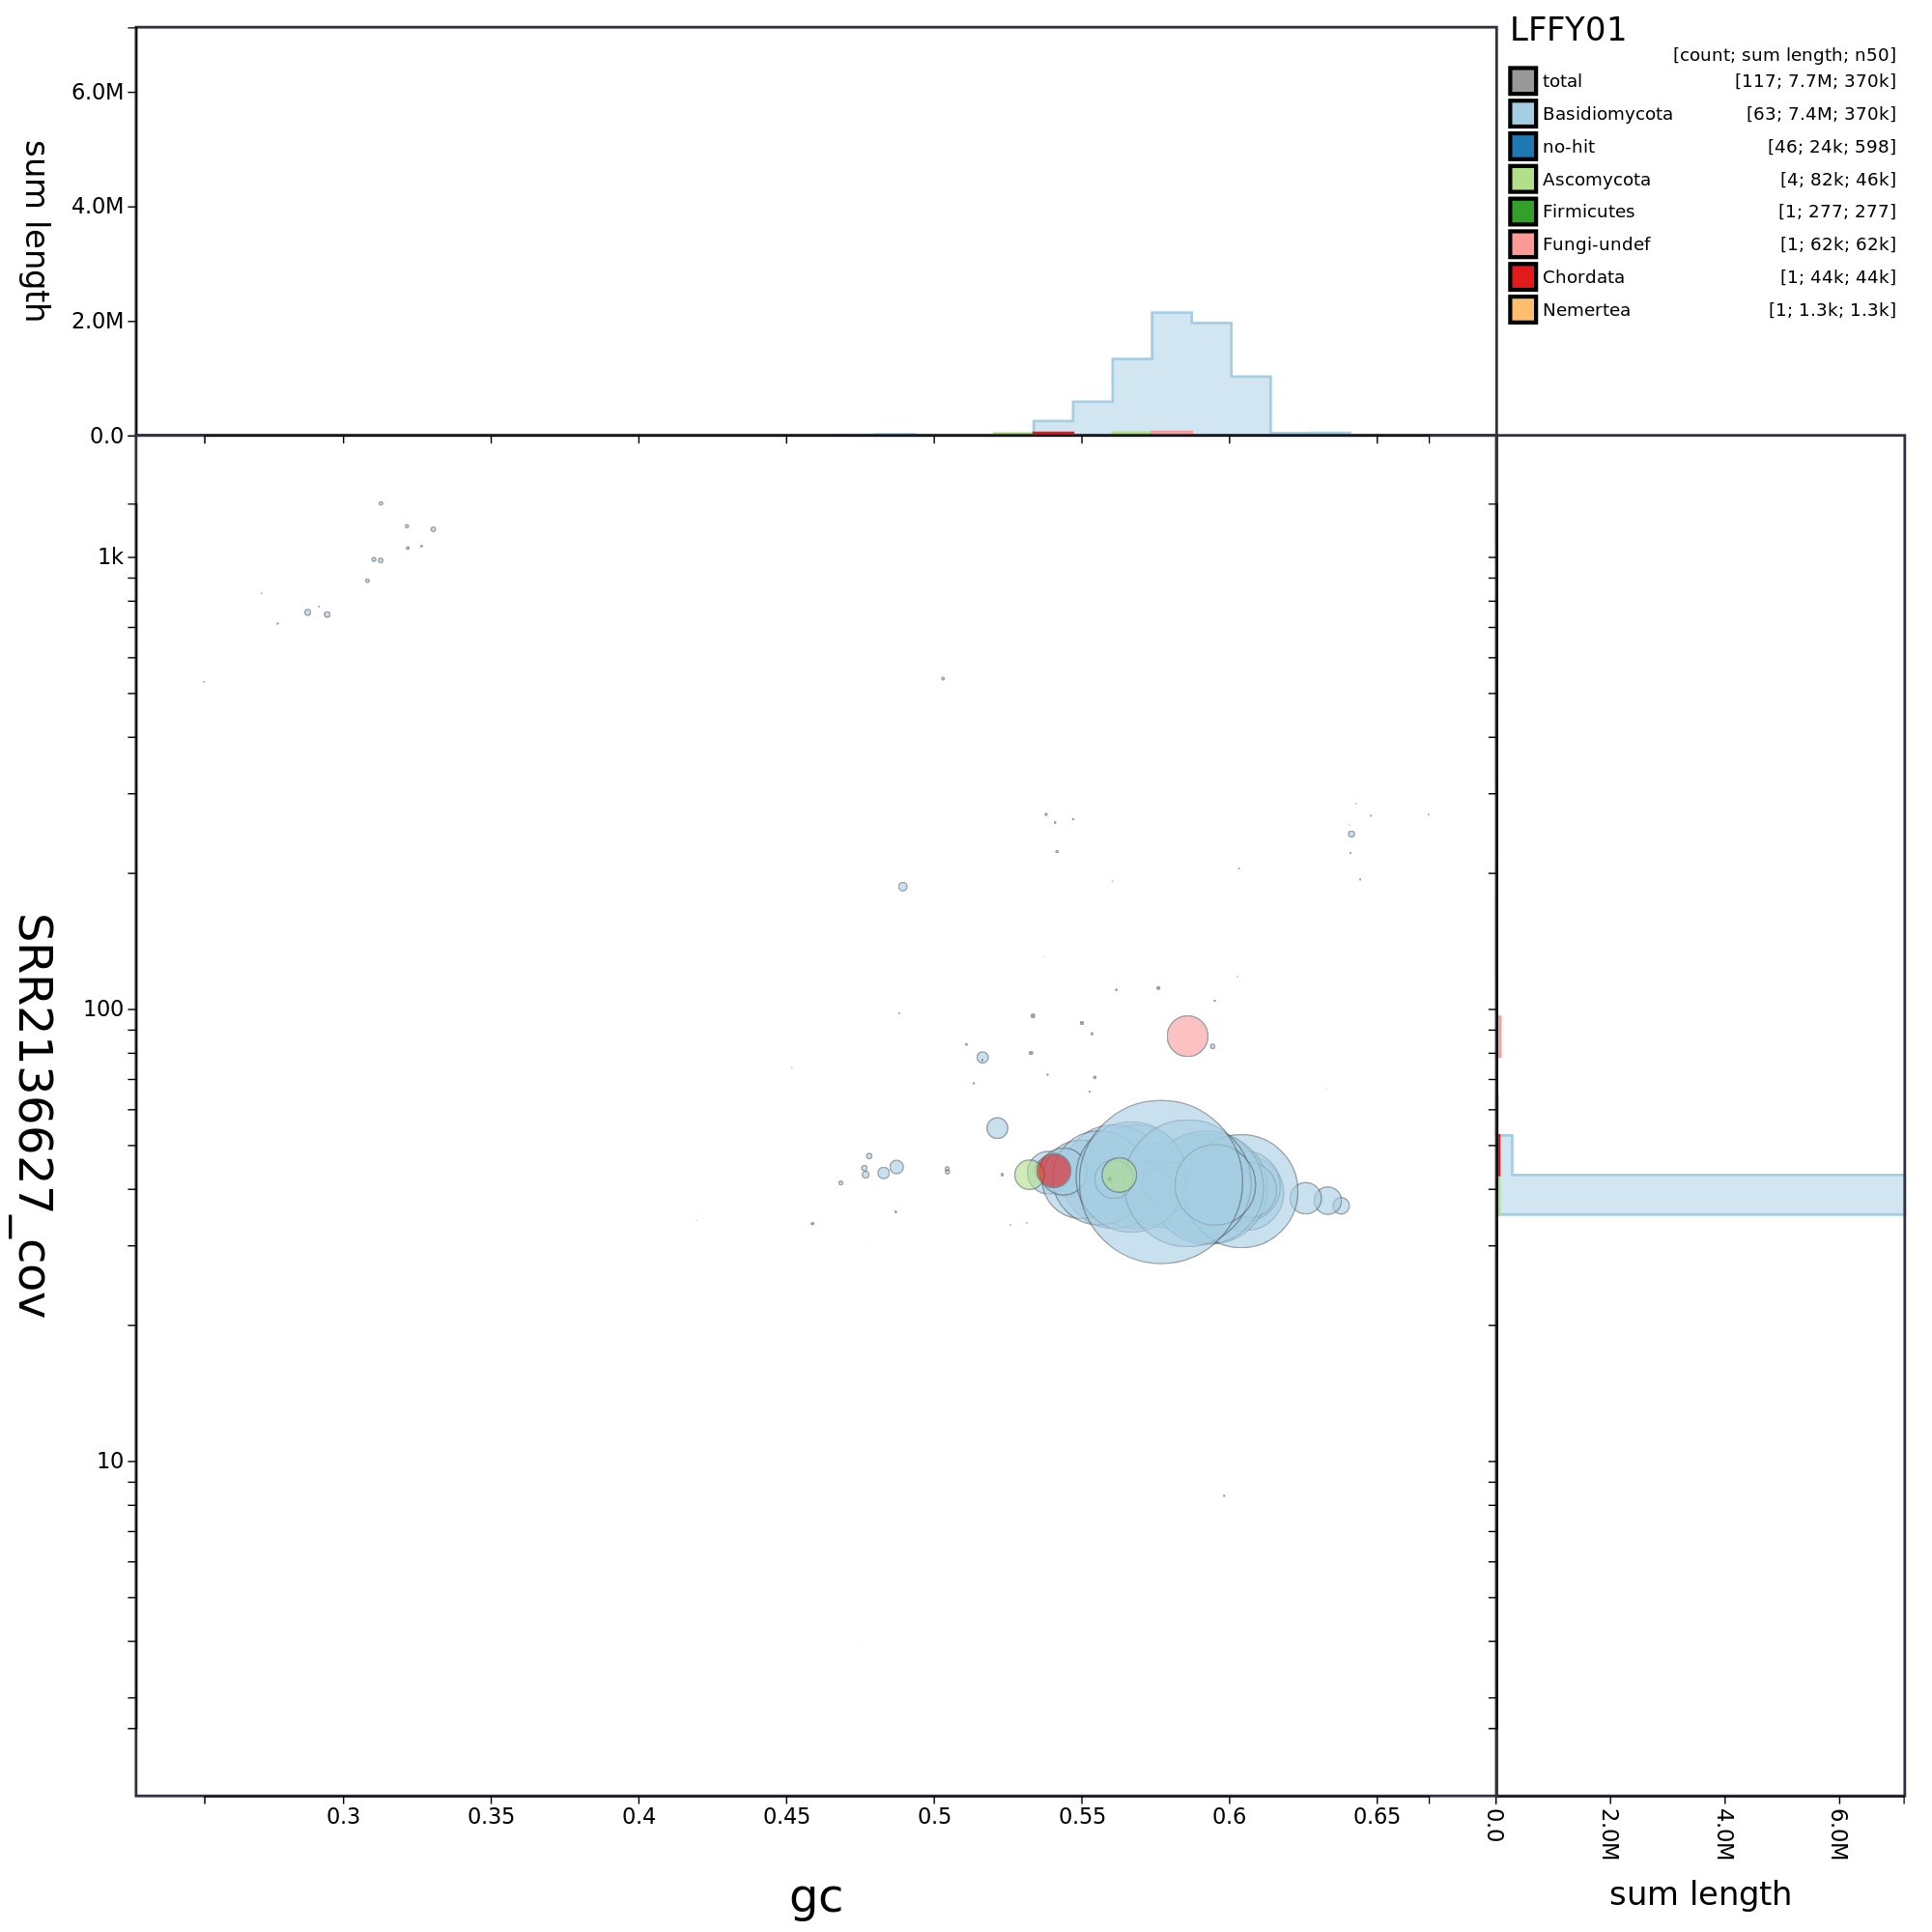 LFFY01
[count; sum length; n50]
total [117; 7.7M; 370k]
Basidiomycota [63; 7.4M; 370k]
no-hit [46; 24k; 598]
Ascomycota [4; 82k; 46k]
Firmicutes [1; 277; 277]
Fungi-undef [1; 62k; 62k]
Chordata [1; 44k; 44k]
Nemertea [1; 1.3k; 1.3k]
sum length
6.0M
4.0M
2.0M
0.0
SRR2136627_cov
1k
100
10
0.3 0.35 0.4 0.45 0.5 0.55 0.6 0.65
gc
0.0 2.0M 4.0M 6.0M
sum length